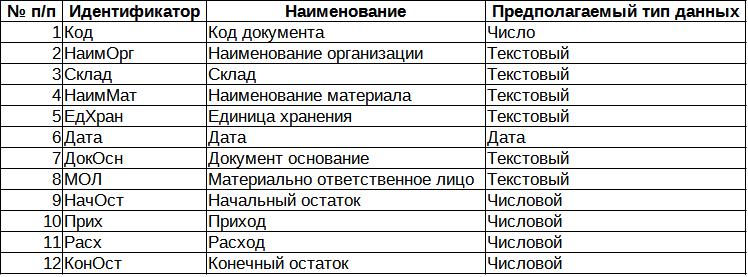 № п/п Идентификатор Наименование Предполагаемый тип данных
1 Код Код документа Число
2 НаимОрг Наименование организации Текстовый
3 Склад Склад Текстовый
4 НаимМат Наименование материала Текстовый
5 ЕдХран Единица хранения Текстовый
6 Дата Дата Дата
7 ДокОсн Документ основание Текстовый
8 МОЛ Материально ответственное лицо Текстовый
9 НачОст Начальный остаток Числовой
10 Прих Приход Числовой
11 Расх Расход Числовой
12 КонОст Конечный остаток Числовой